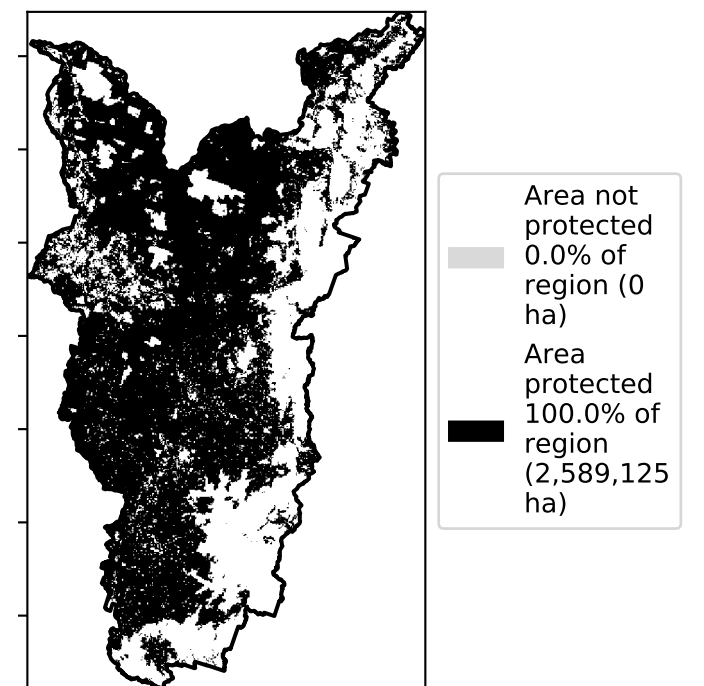 Area not
protected
0.0% of
region (0
ha)
Area
protected
100.0% of
region
(2,589,125
ha)